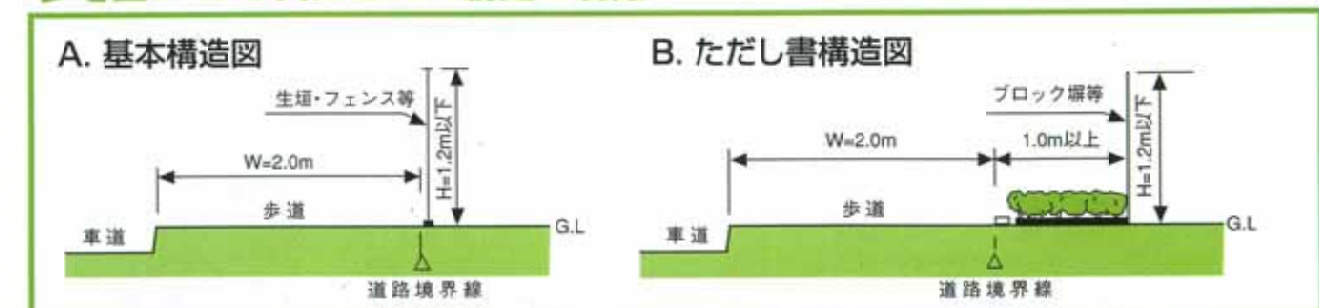 A. 基本構造図
生垣・フェンス等
H=1.2m以下
W=2.0m
歩道
車道
G.L
道路境界線
B. ただし書構造図
ブロック塀等
1.0m以上
H=1.2m以下
W=2.0m
歩道
車道
G.L
道路境界線